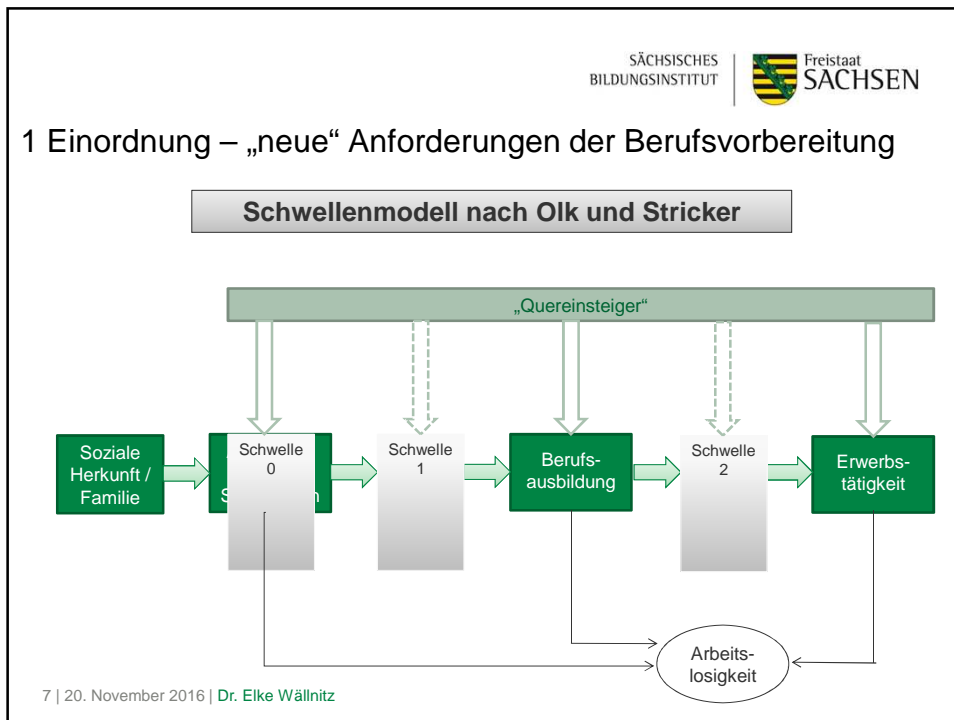 SÄCHSISCHES
BILDUNGSINSTITUT
Freistaat
SACHSEN
1 Einordnung – „neue“ Anforderungen der Berufsvorbereitung
Schwellenmodell nach Olk und Stricker
„Quereinsteiger“
Soziale
Herkunft /
Familie
Schwelle
0
Schwelle
1
Berufs-
ausbildung
Schwelle
2
Erwerbs-
tätigkeit
Arbeits-
losigkeit
7 | 20. November 2016 | Dr. Elke Wällnitz